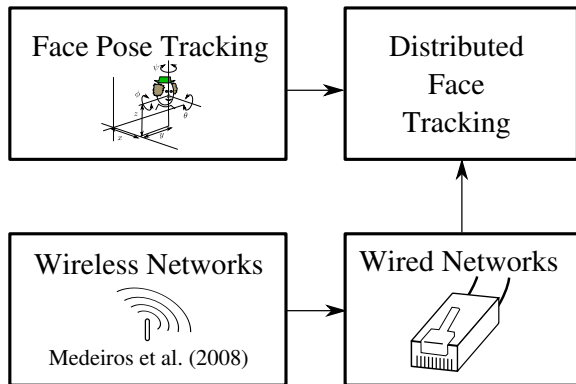 Face Pose Tracking
ψ
φ
z
θ
x
y
Distributed
Face
Tracking
Wireless Networks
Medeiros et al. (2008)
Wired Networks